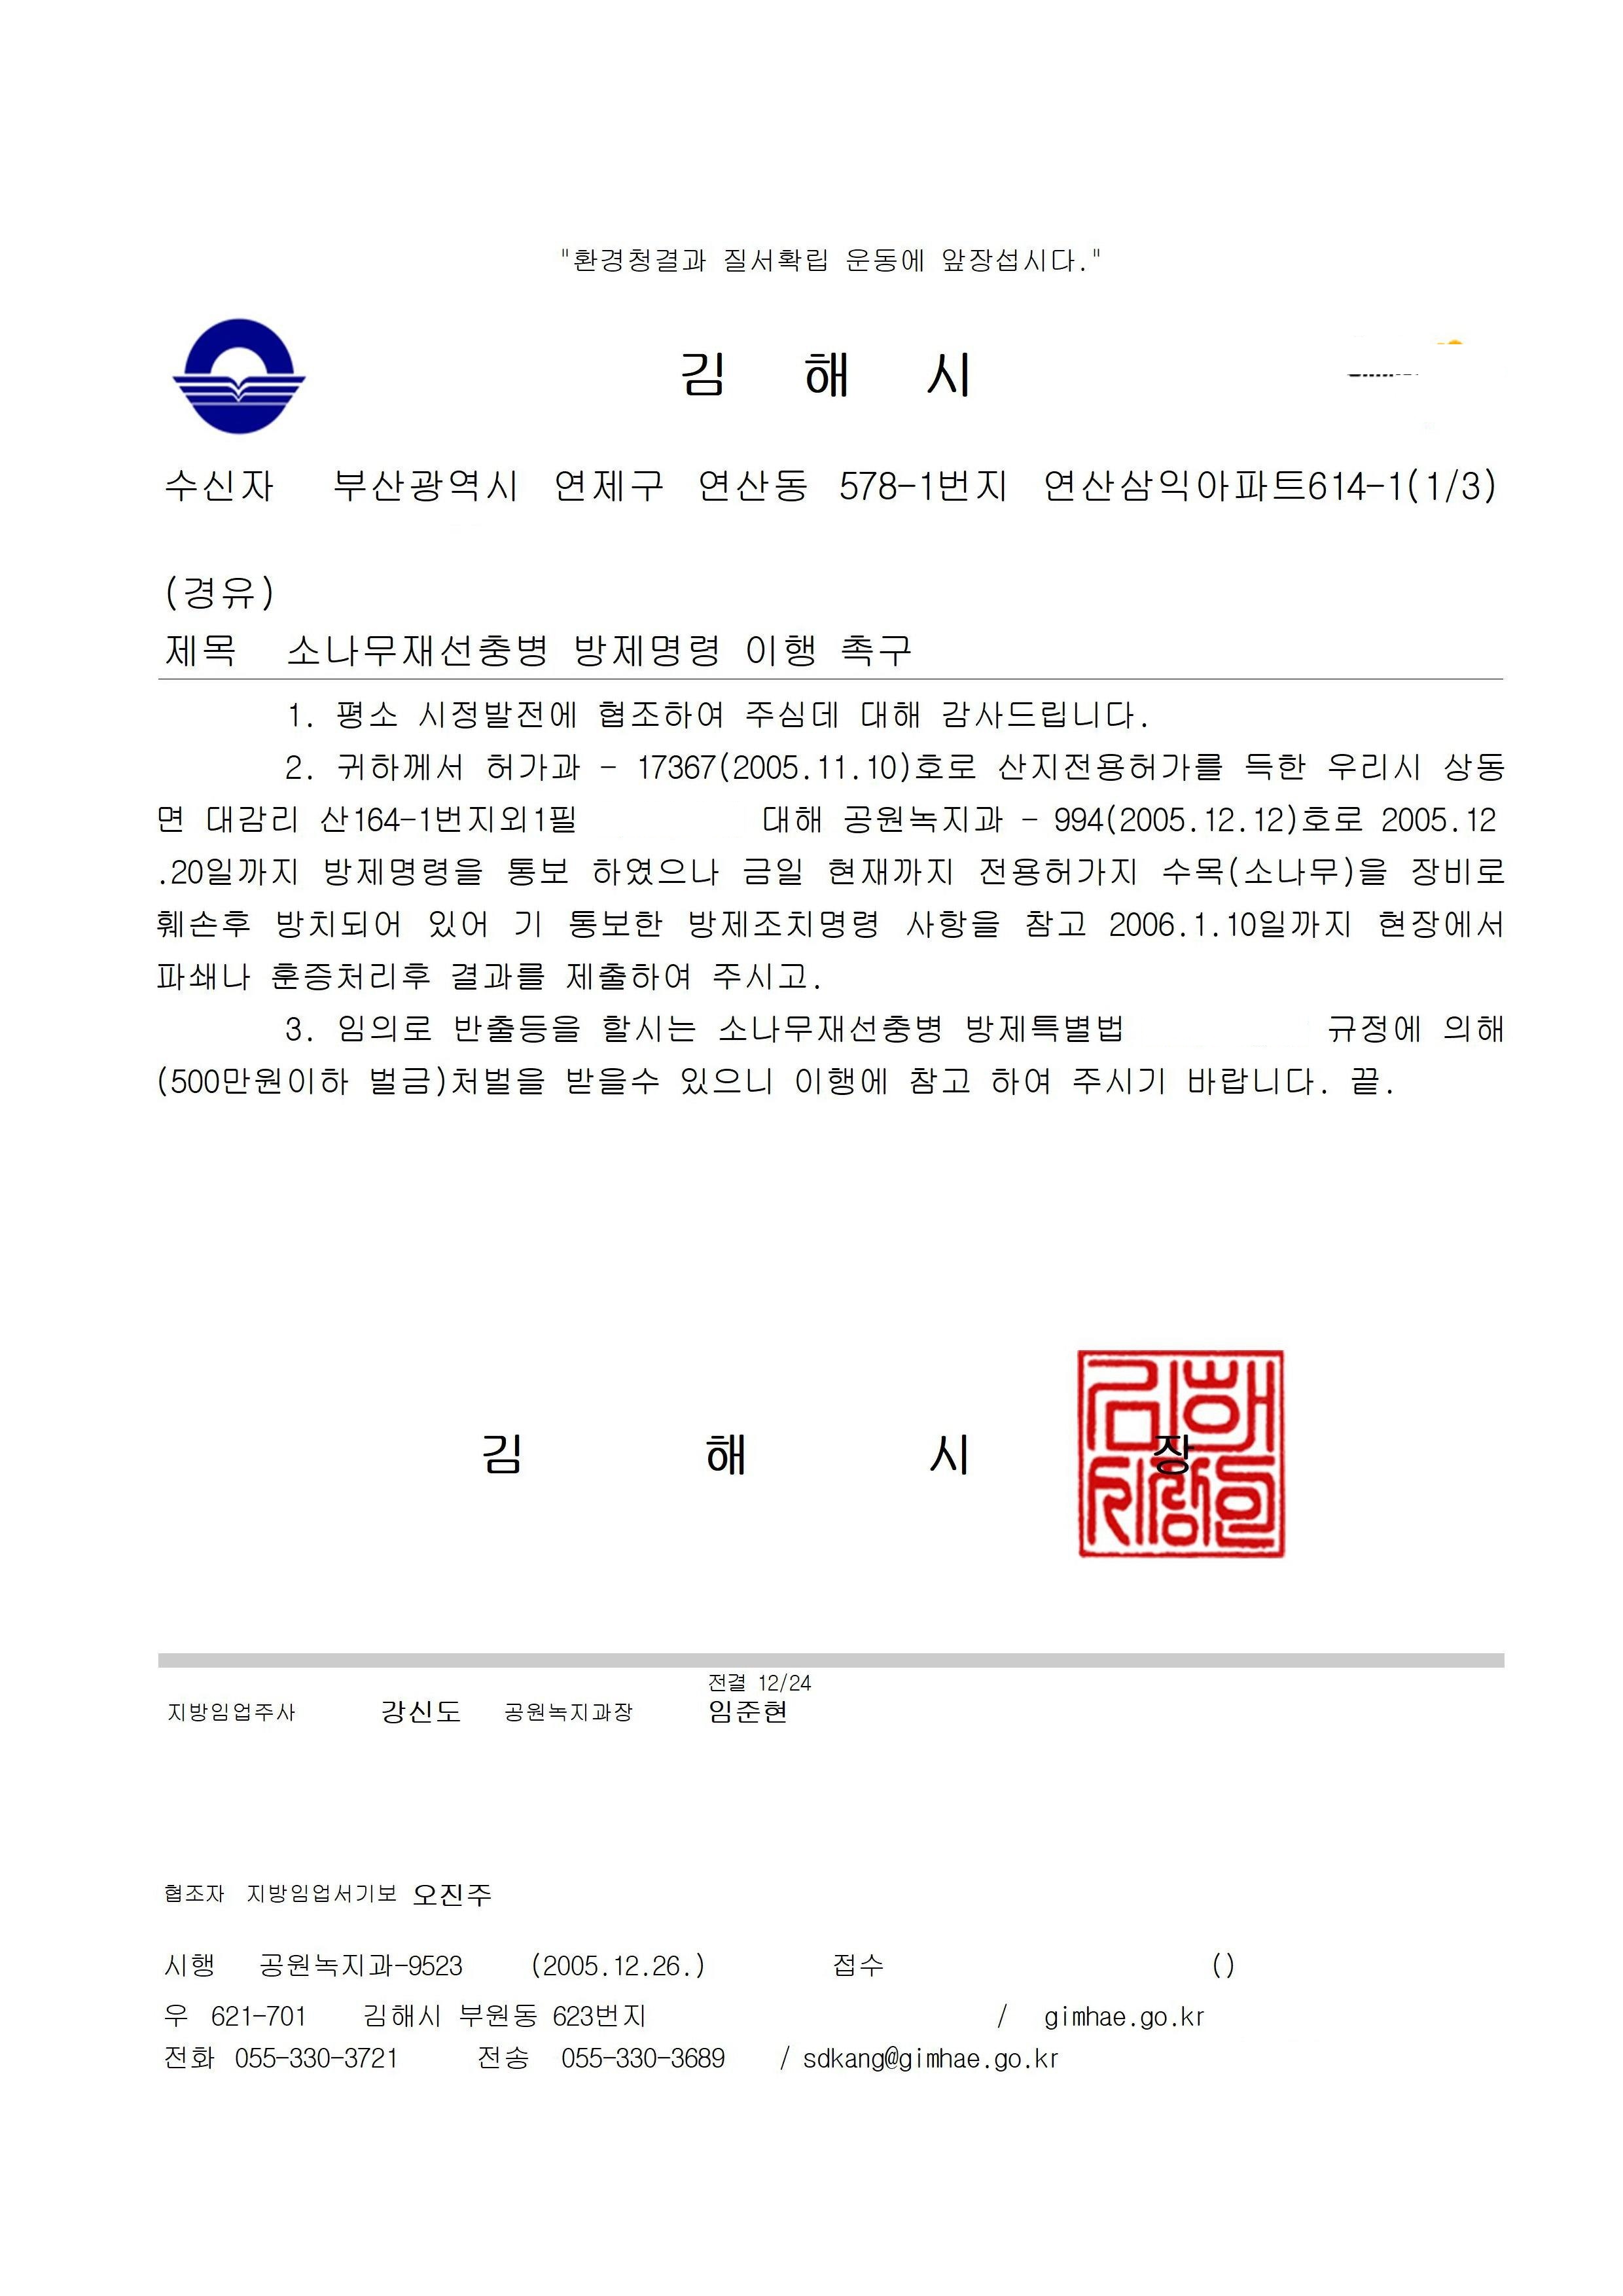 "환경청결과 질서확립 운동에 앞장섭시다."
김 해 시
수신자 부산광역시 연제구 연산동 578-1번지 연산삼익아파트614-1(1/3)
(경유)
제목 소나무재선충병 방제명령 이행 촉구
1. 평소 시정발전에 협조하여 주심데 대해 감사드립니다.
2. 귀하께서 허가과 - 17367(2005.11.10)호로 산지전용허가를 득한 우리시 상동
면 대감리 산164-1번지외1필 대해 공원녹지과 - 994(2005.12.12)호로 2005.12
.20일까지 방제명령을 통보 하였으나 금일 현재까지 전용허가지 수목(소나무)을 장비로
훼손후 방치되어 있어 기 통보한 방제조치명령 사항을 참고 2006.1.10일까지 현장에서
파쇄나 훈증처리후 결과를 제출하여 주시고.
3. 임의로 반출등을 할시는 소나무재선충병 방제특별법 규정에 의해
(500만원이하 벌금)처벌을 받을수 있으니 이행에 참고 하여 주시기 바랍니다. 끝.
김 해 시 장
전결 12/24
지방임업주사 강신도 공원녹지과장 임준현
협조자 지방임업서기보 오진주
시행 공원녹지과-9523 (2005.12.26.) 접수 ()
우 621-701 김해시 부원동 623번지 / gimhae.go.kr
전화 055-330-3721 전송 055-330-3689 / sdkang@gimhae.go.kr